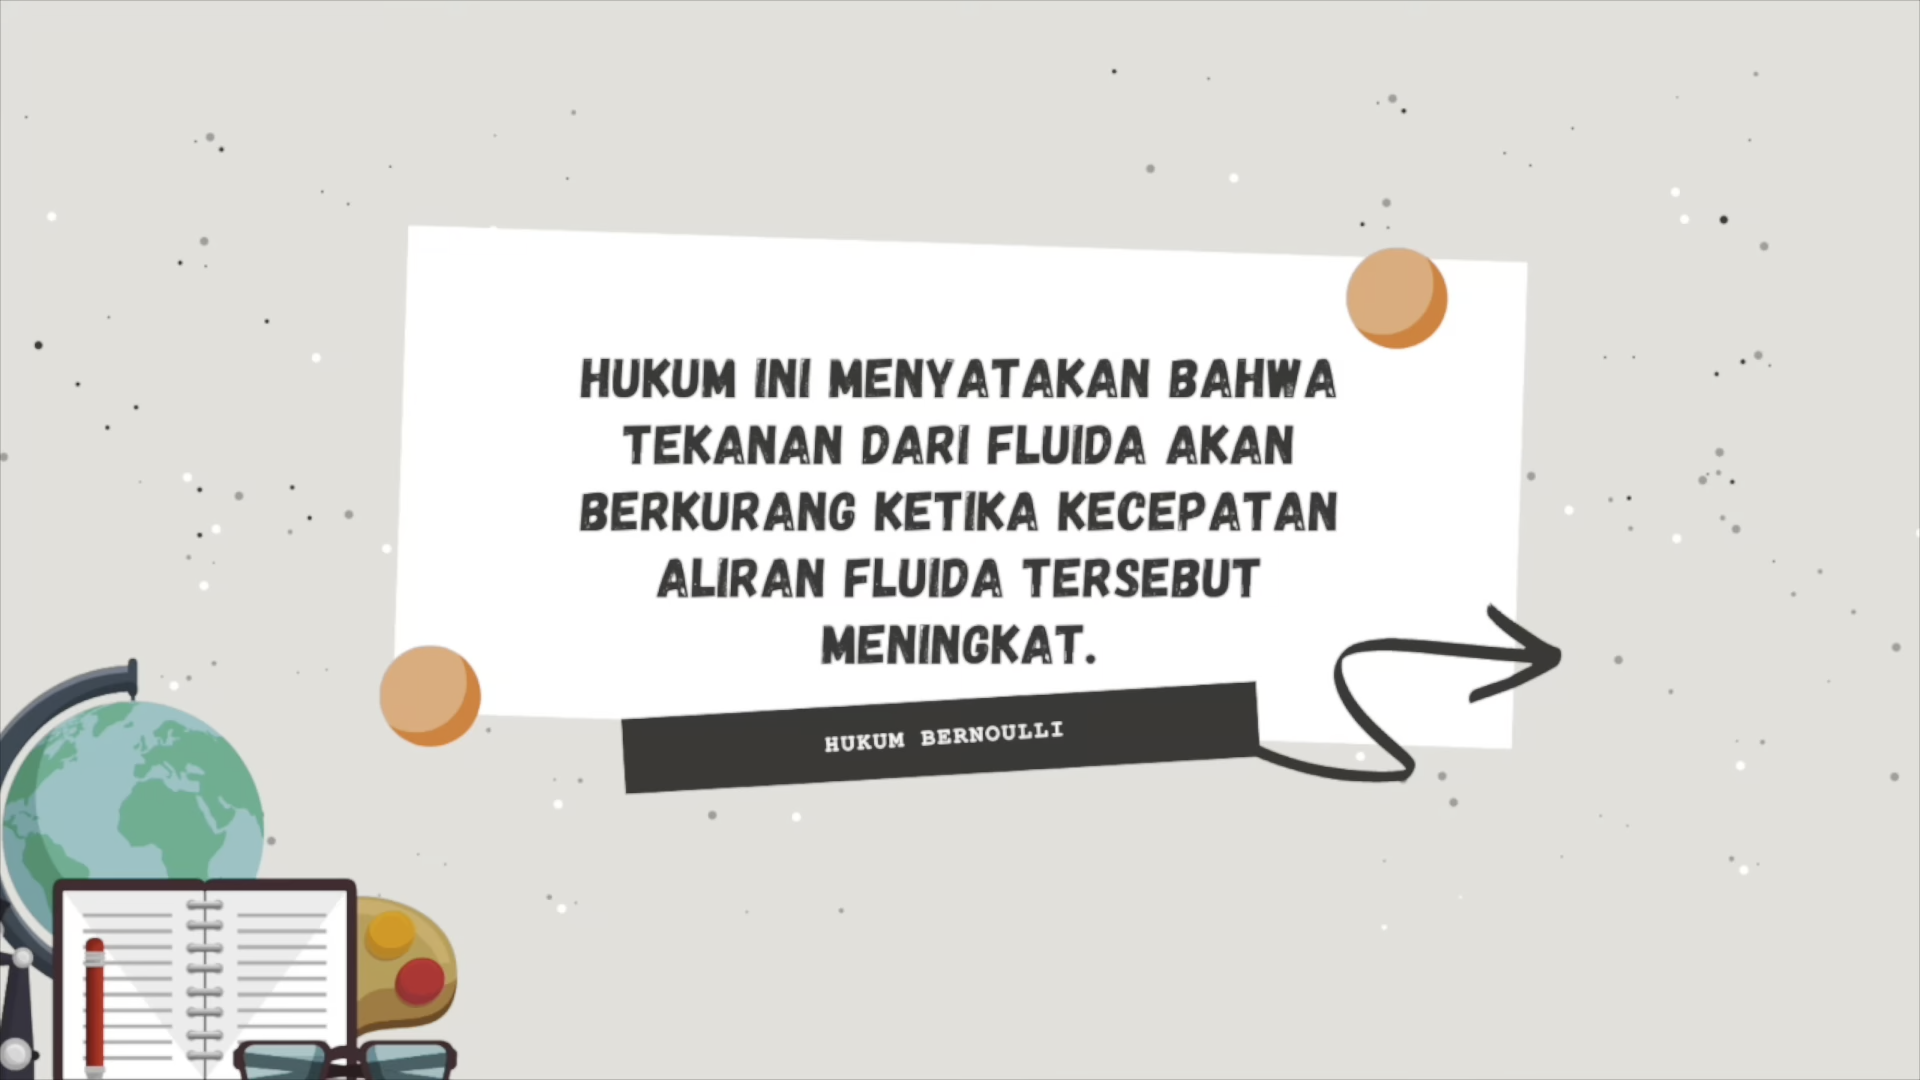 HUKUM INI MENYATAKAN BAHWA
TEKANAN DARI FLUIDA AKAN
BERKURANG KETIKA KECEPATAN
ALIRAN FLUIDA TERSEBUT
MENINGKAT.
HUKUM BERNOULLI